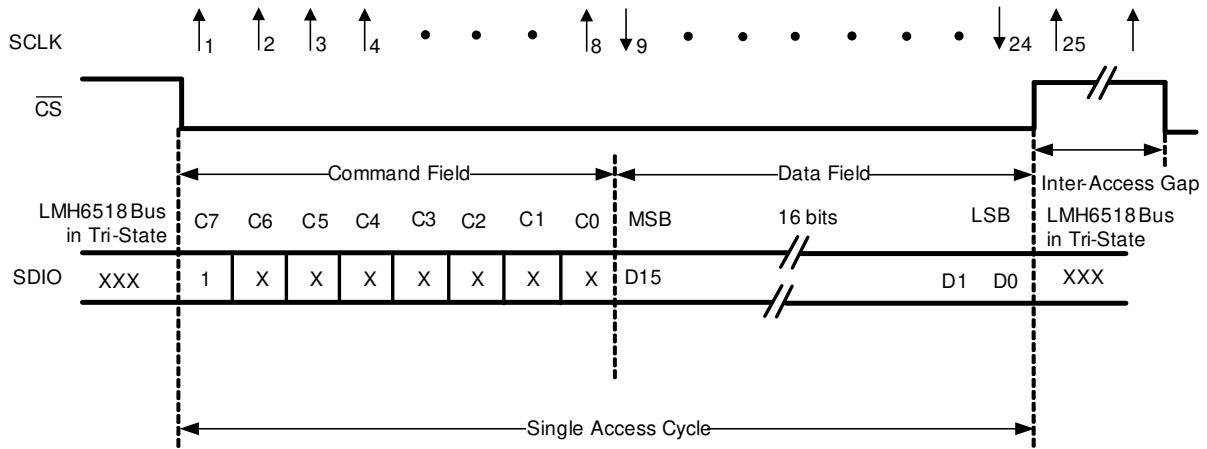 SCLK 1 2 3 4 8 9 24 25
CS
Command Field Data Field
Inter-Access Gap
LMH6518 Bus in Tri-State C7 C6 C5 C4 C3 C2 C1 C0 MSB 16 bits LSB LMH6518 Bus in Tri-State
SDIO XXX 1 X X X X X X X D15 D1 D0 XXX
Single Access Cycle